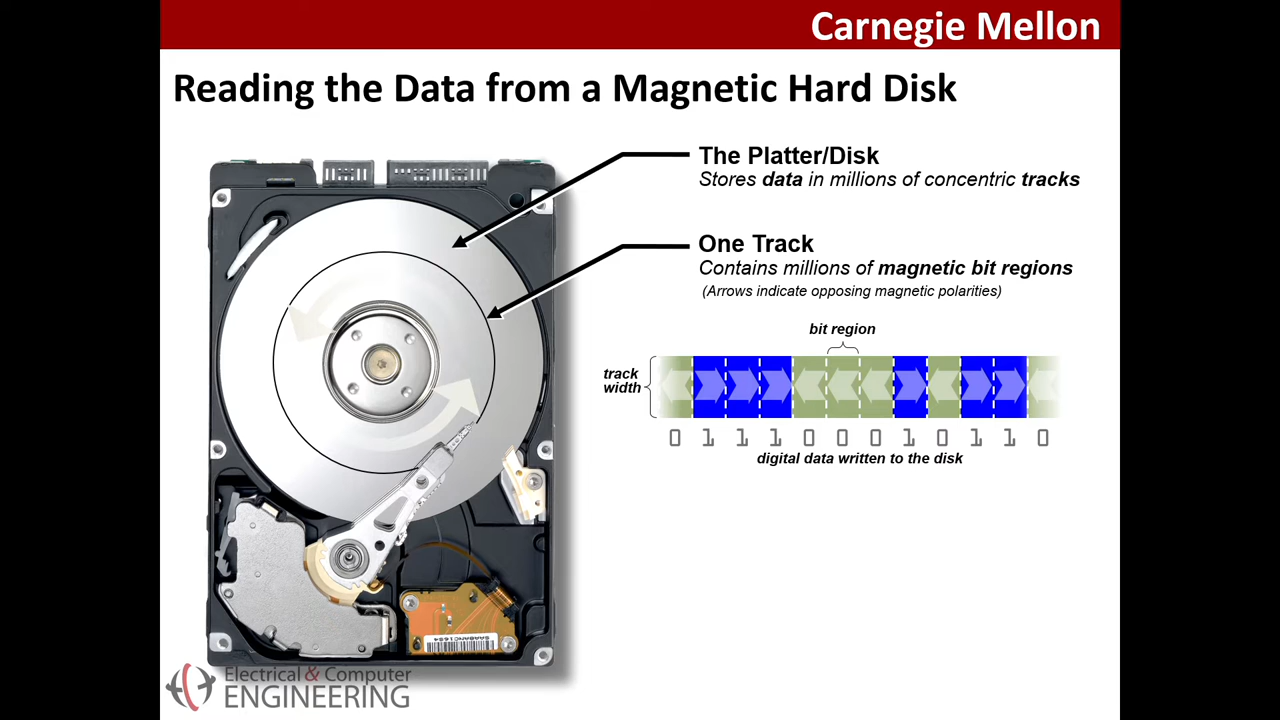 Carnegie Mellon
Reading the Data from a Magnetic Hard Disk
The Platter/Disk
Stores data in millions of concentric tracks
One Track
Contains millions of magnetic bit regions
(Arrows indicate opposing magnetic polarities)
bit region
track
width
0 1 1 1 0 0 0 1 0 1 1 0
digital data written to the disk
Electrical & Computer
ENGINEERING